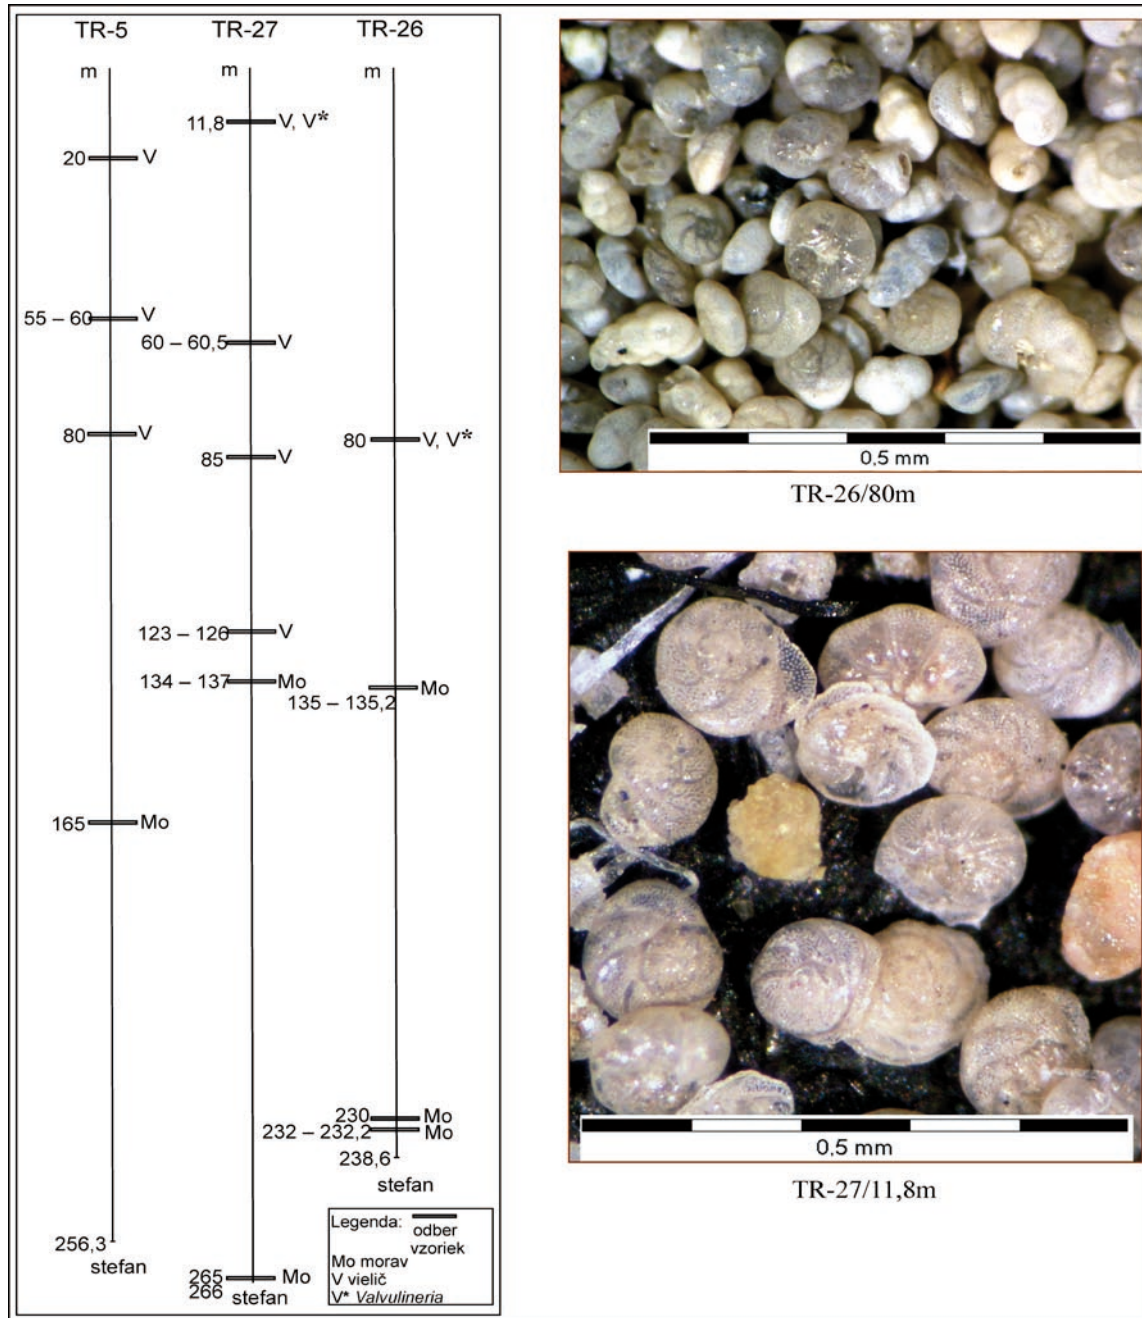 TR-5
TR-27
TR-26
m
m
m
11,8 V, V*
20 V
55 – 60 V
60 – 60,5 V
80 V
80 V, V*
85 V
123 – 126 V
134 – 137 Mo
135 – 135,2 Mo
165 Mo
230 Mo
232 – 232,2 Mo
238,6
stefan
256,3
stefan
265 Mo
266 stefan
Legenda:
odber
vzoriek
Mo morav
V vielič
V* Valvulineria
0,5 mm
TR-26/80m
0,5 mm
TR-27/11,8m